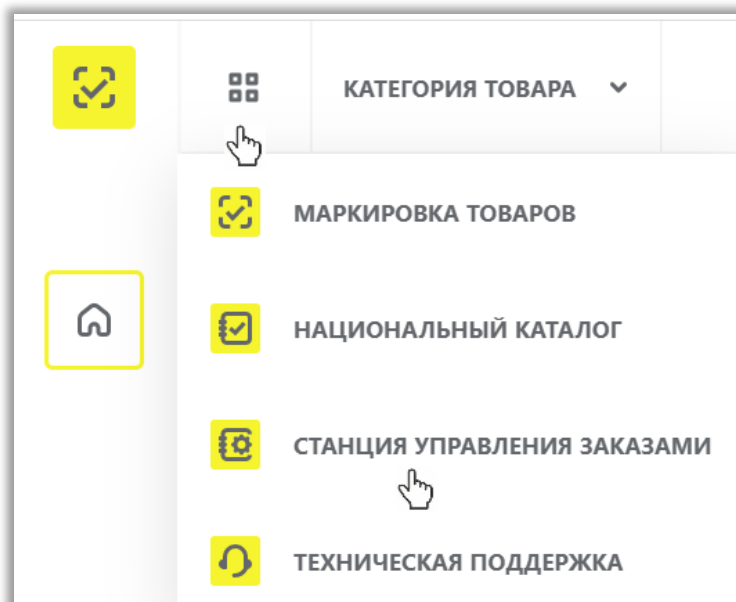 КАТЕГОРИЯ ТОВАРА
МАРКИРОВКА ТОВАРОВ
НАЦИОНАЛЬНЫЙ КАТАЛОГ
СТАНЦИЯ УПРАВЛЕНИЯ ЗАКАЗАМИ
ТЕХНИЧЕСКАЯ ПОДДЕРЖКА